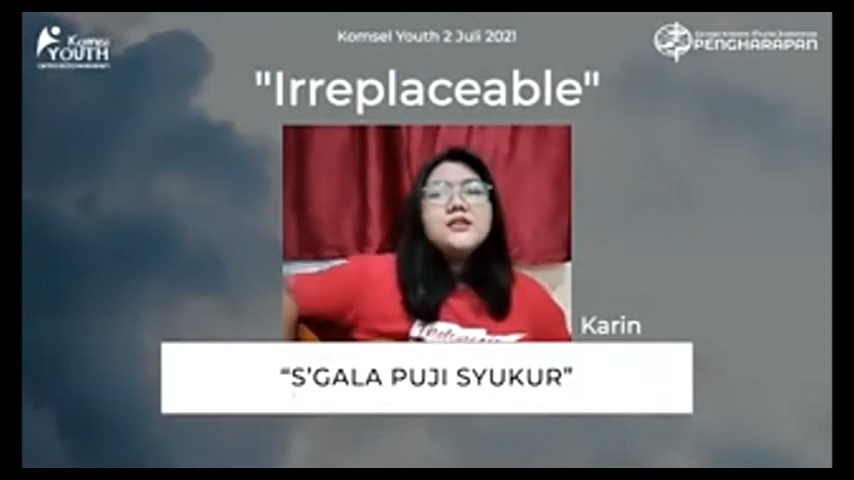 Komsel
YOUTH
Komsel Youth 2 Juli 2021
PENGHARAPAN
"Irreplaceable"
Karin
“S’GALA PUJI SYUKUR”